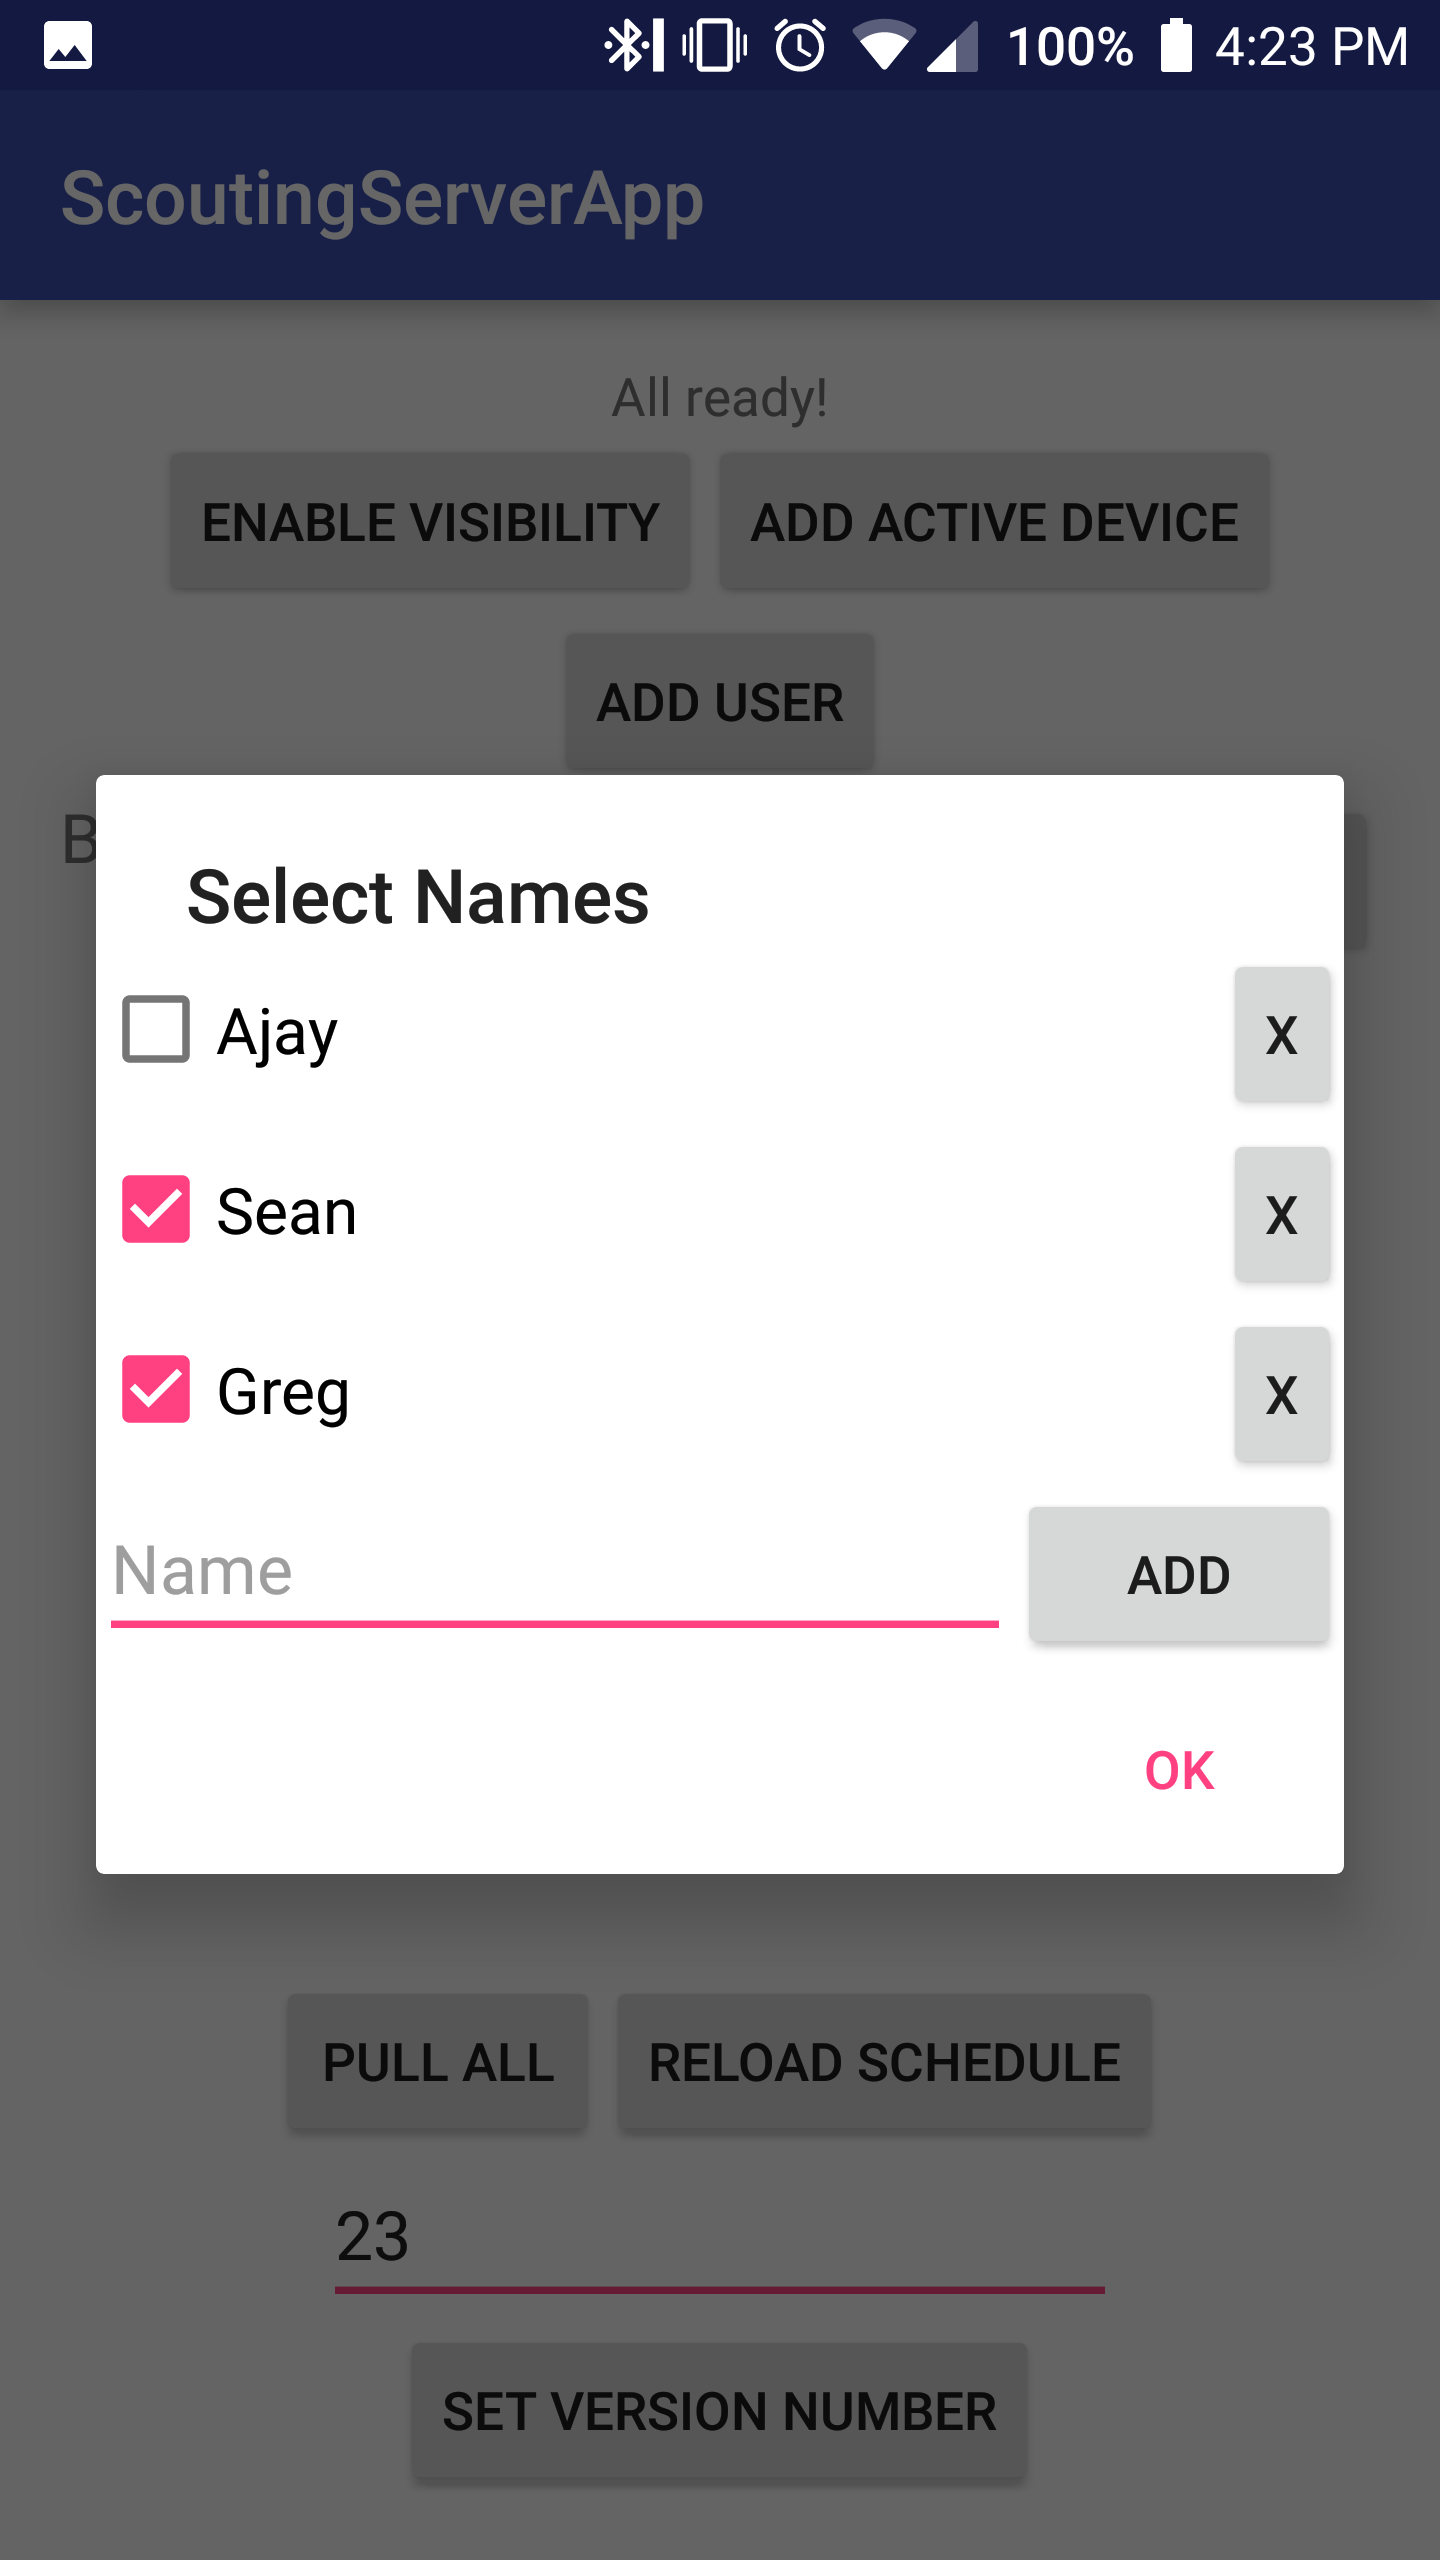 100% 4:23 PM
ScoutingServerApp
All ready!
ENABLE VISIBILITY ADD ACTIVE DEVICE
ADD USER
B
Select Names
Ajay X
Sean X
Greg X
Name ADD
OK
PULL ALL RELOAD SCHEDULE
23
SET VERSION NUMBER